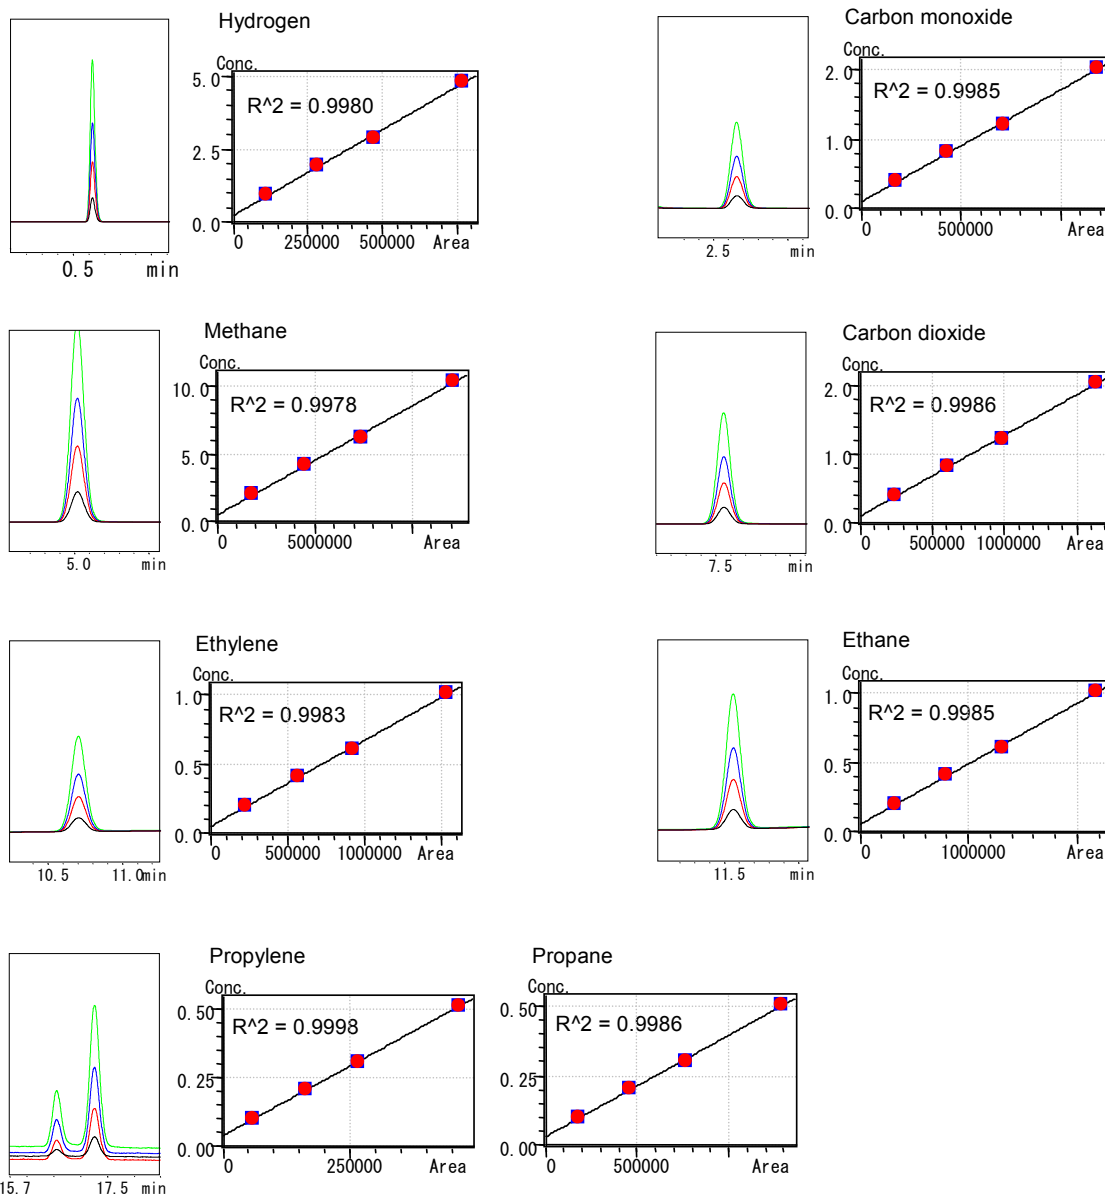 Hydrogen
Conc.
5.0
R^2 = 0.9980
2.5
0.0
0 250000 500000 Area
0.5 min
Carbon monoxide
Conc.
2.0
R^2 = 0.9985
1.0
0.0
0 500000 Area
2.5 min
Methane
Conc.
10.0
R^2 = 0.9978
5.0
0.0
0 5000000 Area
5.0 min
Carbon dioxide
Conc.
2.0
R^2 = 0.9986
1.0
0.0
0 500000 1000000 Area
7.5 min
Ethylene
Conc.
1.0
R^2 = 0.9983
0.5
0.0
0 500000 1000000 Area
10.5 11.0min
Ethane
Conc.
1.0
R^2 = 0.9985
0.5
0.0
0 1000000 Area
11.5 min
Propylene
Conc.
0.50
R^2 = 0.9998
0.25
0.00
0 250000 Area
15.7 17.5 min
Propane
Conc.
0.50
R^2 = 0.9986
0.25
0.00
0 500000 Area